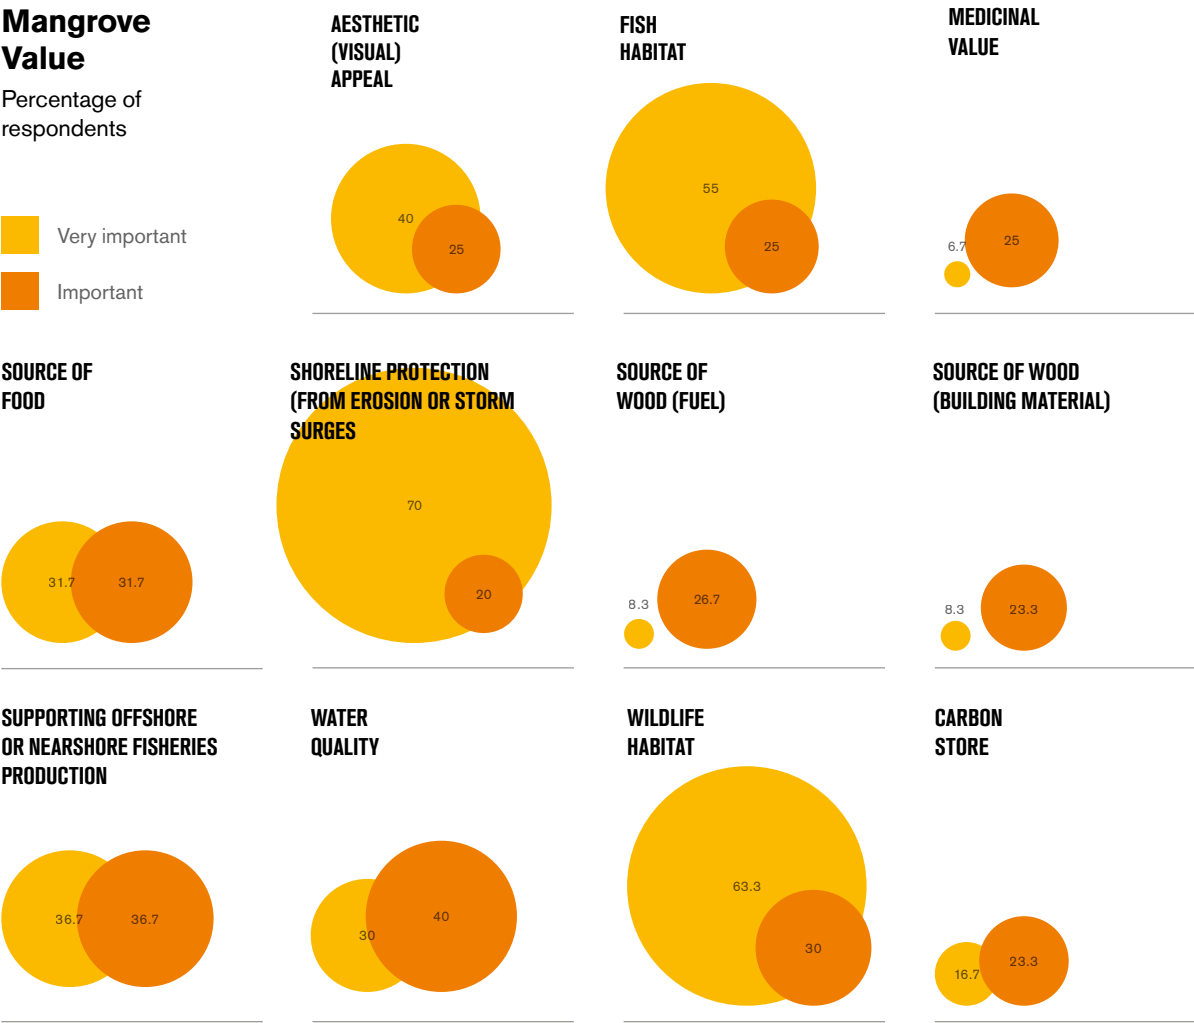 Mangrove
Value
Percentage of
respondents
Very important
Important
AESTHETIC
(VISUAL)
APPEAL
40
25
FISH
HABITAT
55
25
MEDICINAL
VALUE
6.7
25
SOURCE OF
FOOD
31.7
31.7
SHORELINE PROTECTION
(FROM EROSION OR STORM
SURGES
70
20
SOURCE OF
WOOD (FUEL)
8.3
26.7
SOURCE OF WOOD
(BUILDING MATERIAL)
8.3
23.3
SUPPORTING OFFSHORE
OR NEARSHORE FISHERIES
PRODUCTION
36.7
36.7
WATER
QUALITY
30
40
WILDLIFE
HABITAT
63.3
30
CARBON
STORE
16.7
23.3